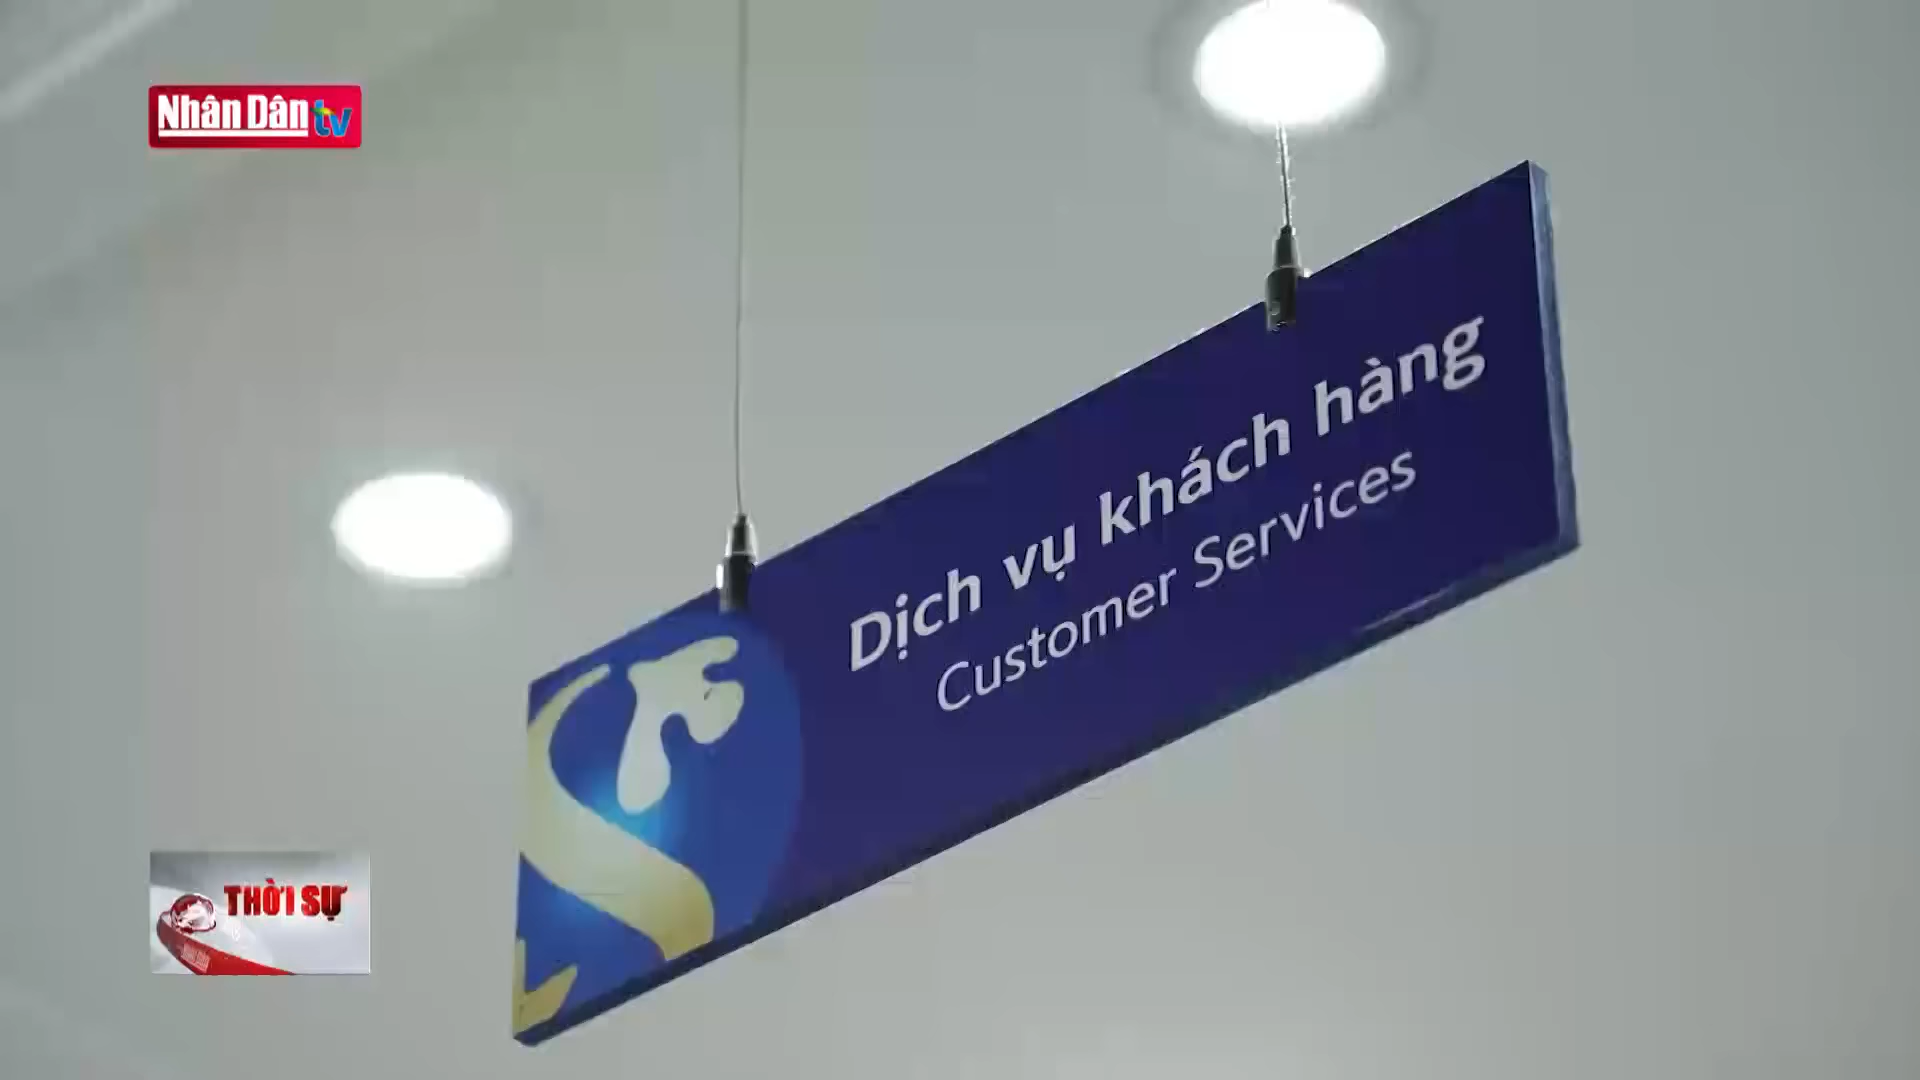 Nhân Dân tv
Dịch vụ khách hàng
Customer Services
THỜI SỰ